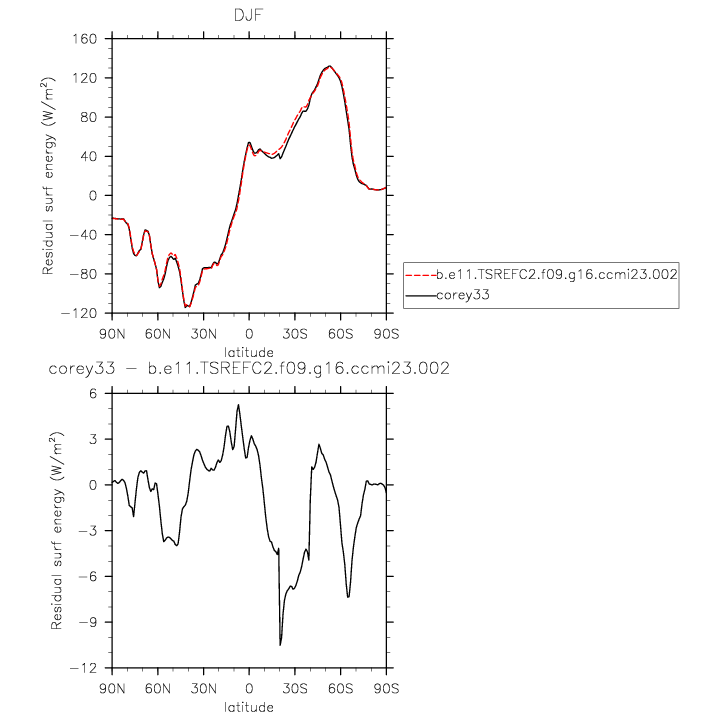 DJF
160
120
80
40
0
−40
−80
−120
Residual surf energy (W/m²)
90N 60N 30N 0 30S 60S 90S
latitude
b.e11.TSREFC2.f09.g16.ccmi23.002
corey33
corey33 − b.e11.TSREFC2.f09.g16.ccmi23.002
6
3
0
−3
−6
−9
−12
Residual surf energy (W/m²)
90N 60N 30N 0 30S 60S 90S
latitude